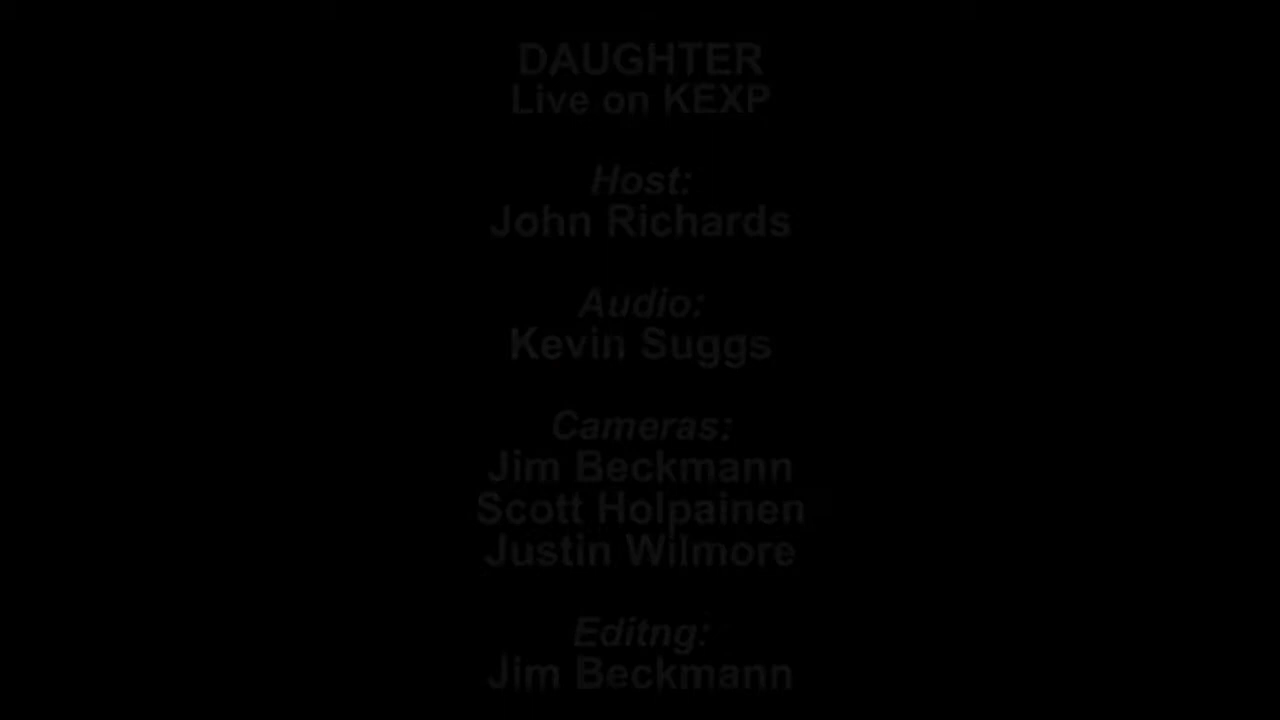 DAUGHTER
Live on KEXP
Host:
John Richards
Audio:
Kevin Suggs
Cameras:
Jim Beckmann
Scott Holpainen
Justin Wilmore
Editng:
Jim Beckmann